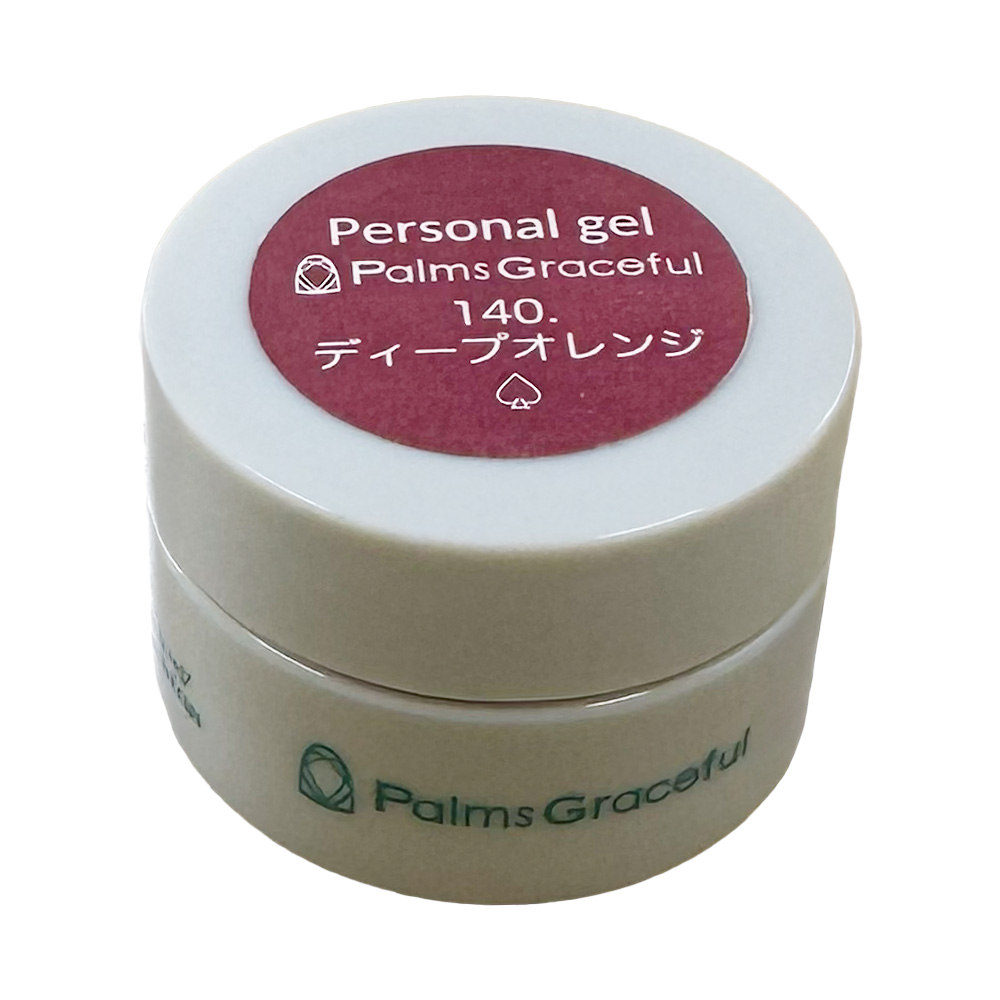 Personal gel
Palms Graceful
140.
ディープオレンジ
Palms Graceful